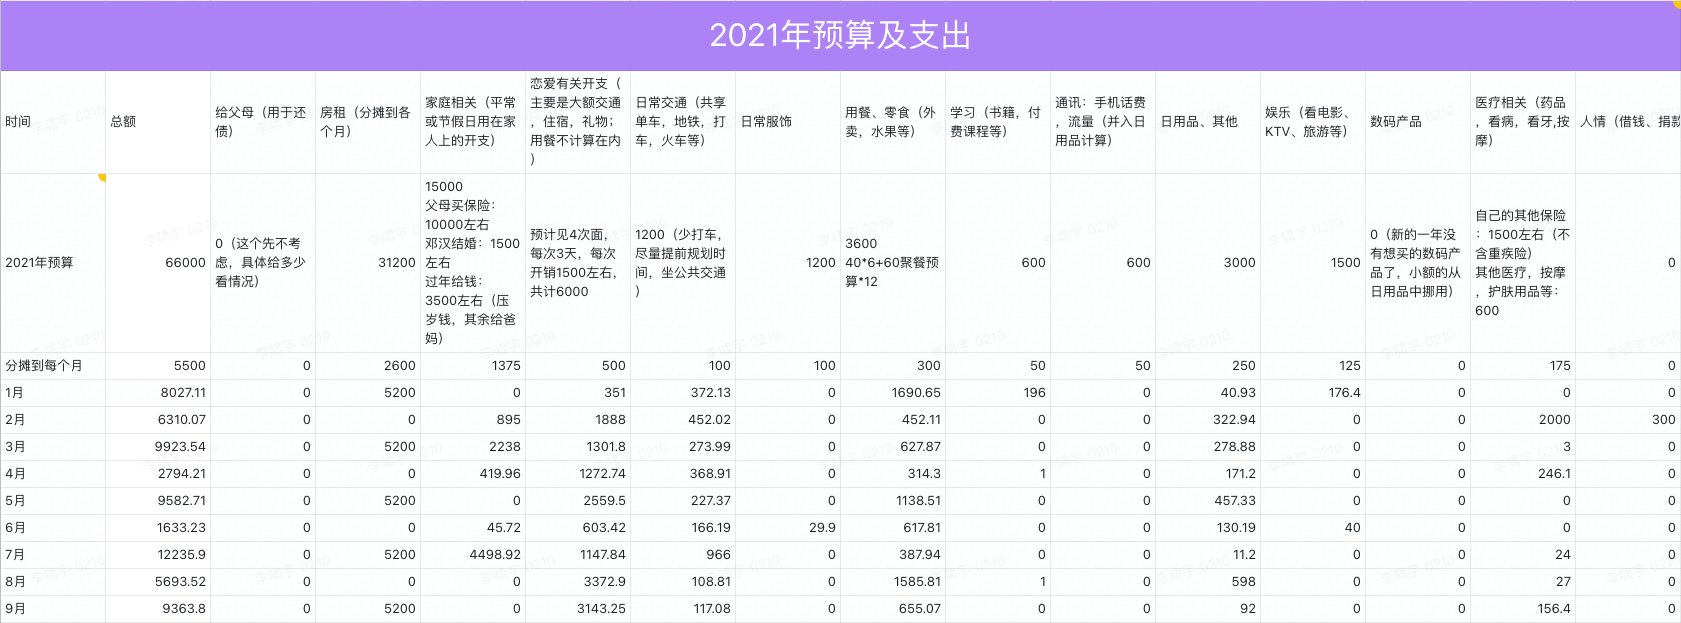 2021年预算及支出
时间
总额
给父母（用于还
债）
房租（分摊到各
个月）
家庭相关（平常
或节假日用在家
人上的开支）
恋爱有关开支（
主要是大额交通
，住宿，礼物；
用餐不计算在内
）
日常交通（共享
单车，地铁，打
车，火车等）
日常服饰
用餐、零食（外
卖，水果等）
学习（书籍，付
费课程等）
通讯：手机话费
，流量（并入日
用品计算）
日用品、其他
娱乐（看电影、
KTV、旅游等）
数码产品
医疗相关（药品
，看病，看牙,按
摩）
人情（借钱、捐款
2021年预算
66000
0（这个先不考
虑，具体给多少
看情况）
31200
15000
父母买保险：
10000左右
邓汉结婚：1500
左右
过年给钱：
3500左右（压
岁钱，其余给爸
妈）
预计见4次面，
每次3天，每次
开销1500左右，
共计6000
1200（少打车，
尽量提前规划时
间，坐公共交通
）
1200
3600
40*6+60聚餐预
算*12
600
600
3000
1500
0（新的一年没
有想买的数码产
品了，小额的从
日用品中挪用）
自己的其他保险
：1500左右（不
含重疾险）
其他医疗，按摩
，护肤用品等：
600
0
分摊到每个月 5500 0 2600 1375 500 100 100 300 50 50 250 125 0 175 0
1月 8027.11 0 5200 0 351 372.13 0 1690.65 196 0 40.93 176.4 0 0 0
2月 6310.07 0 0 895 1888 452.02 0 452.11 0 0 322.94 0 0 2000 300
3月 9923.54 0 5200 2238 1301.8 273.99 0 627.87 0 0 278.88 0 0 3 0
4月 2794.21 0 0 419.96 1272.74 368.91 0 314.3 1 0 171.2 0 0 246.1 0
5月 9582.71 0 5200 0 2559.5 227.37 0 1138.51 0 0 457.33 0 0 0 0
6月 1633.23 0 0 45.72 603.42 166.19 29.9 617.81 0 0 130.19 40 0 0 0
7月 12235.9 0 5200 4498.92 1147.84 966 0 387.94 0 0 11.2 0 0 24 0
8月 5693.52 0 0 0 3372.9 108.81 0 1585.81 1 0 598 0 0 27 0
9月 9363.8 0 5200 0 3143.25 117.08 0 655.07 0 0 92 0 0 156.4 0